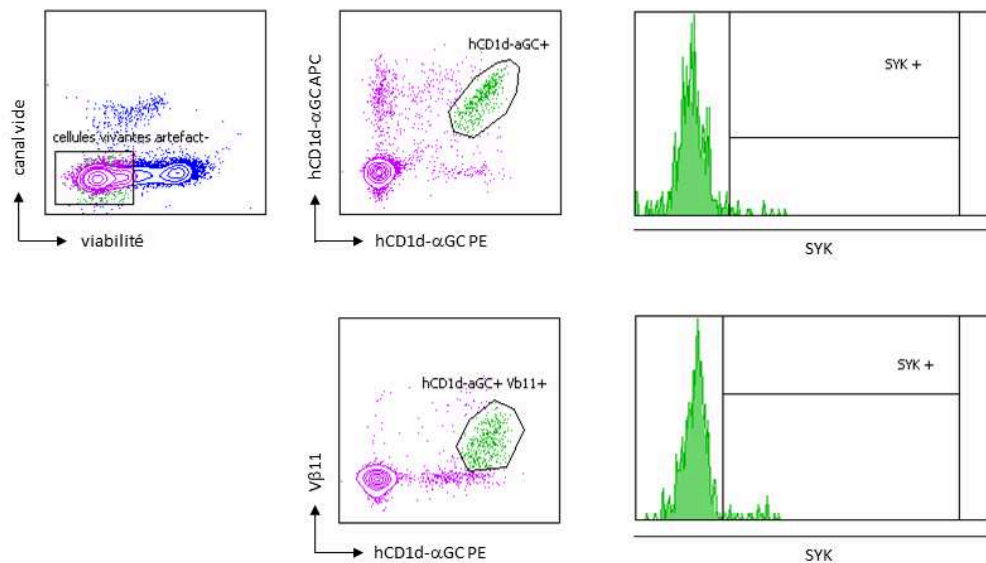 hCD1d-aGC+
SYK +
canal vide
hCD1d-αGC APC
cellules vivantes artefact-
viabilité
hCD1d-αGC PE
SYK
hCD1d-aGC+ Vb11+
SYK +
Vβ11
hCD1d-αGC PE
SYK